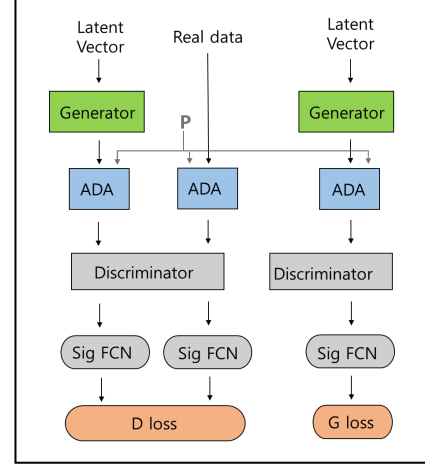 Latent
Vector
Real data
Latent
Vector
Generator
Generator
P
ADA
ADA
ADA
Discriminator
Discriminator
Sig FCN
Sig FCN
Sig FCN
D loss
G loss